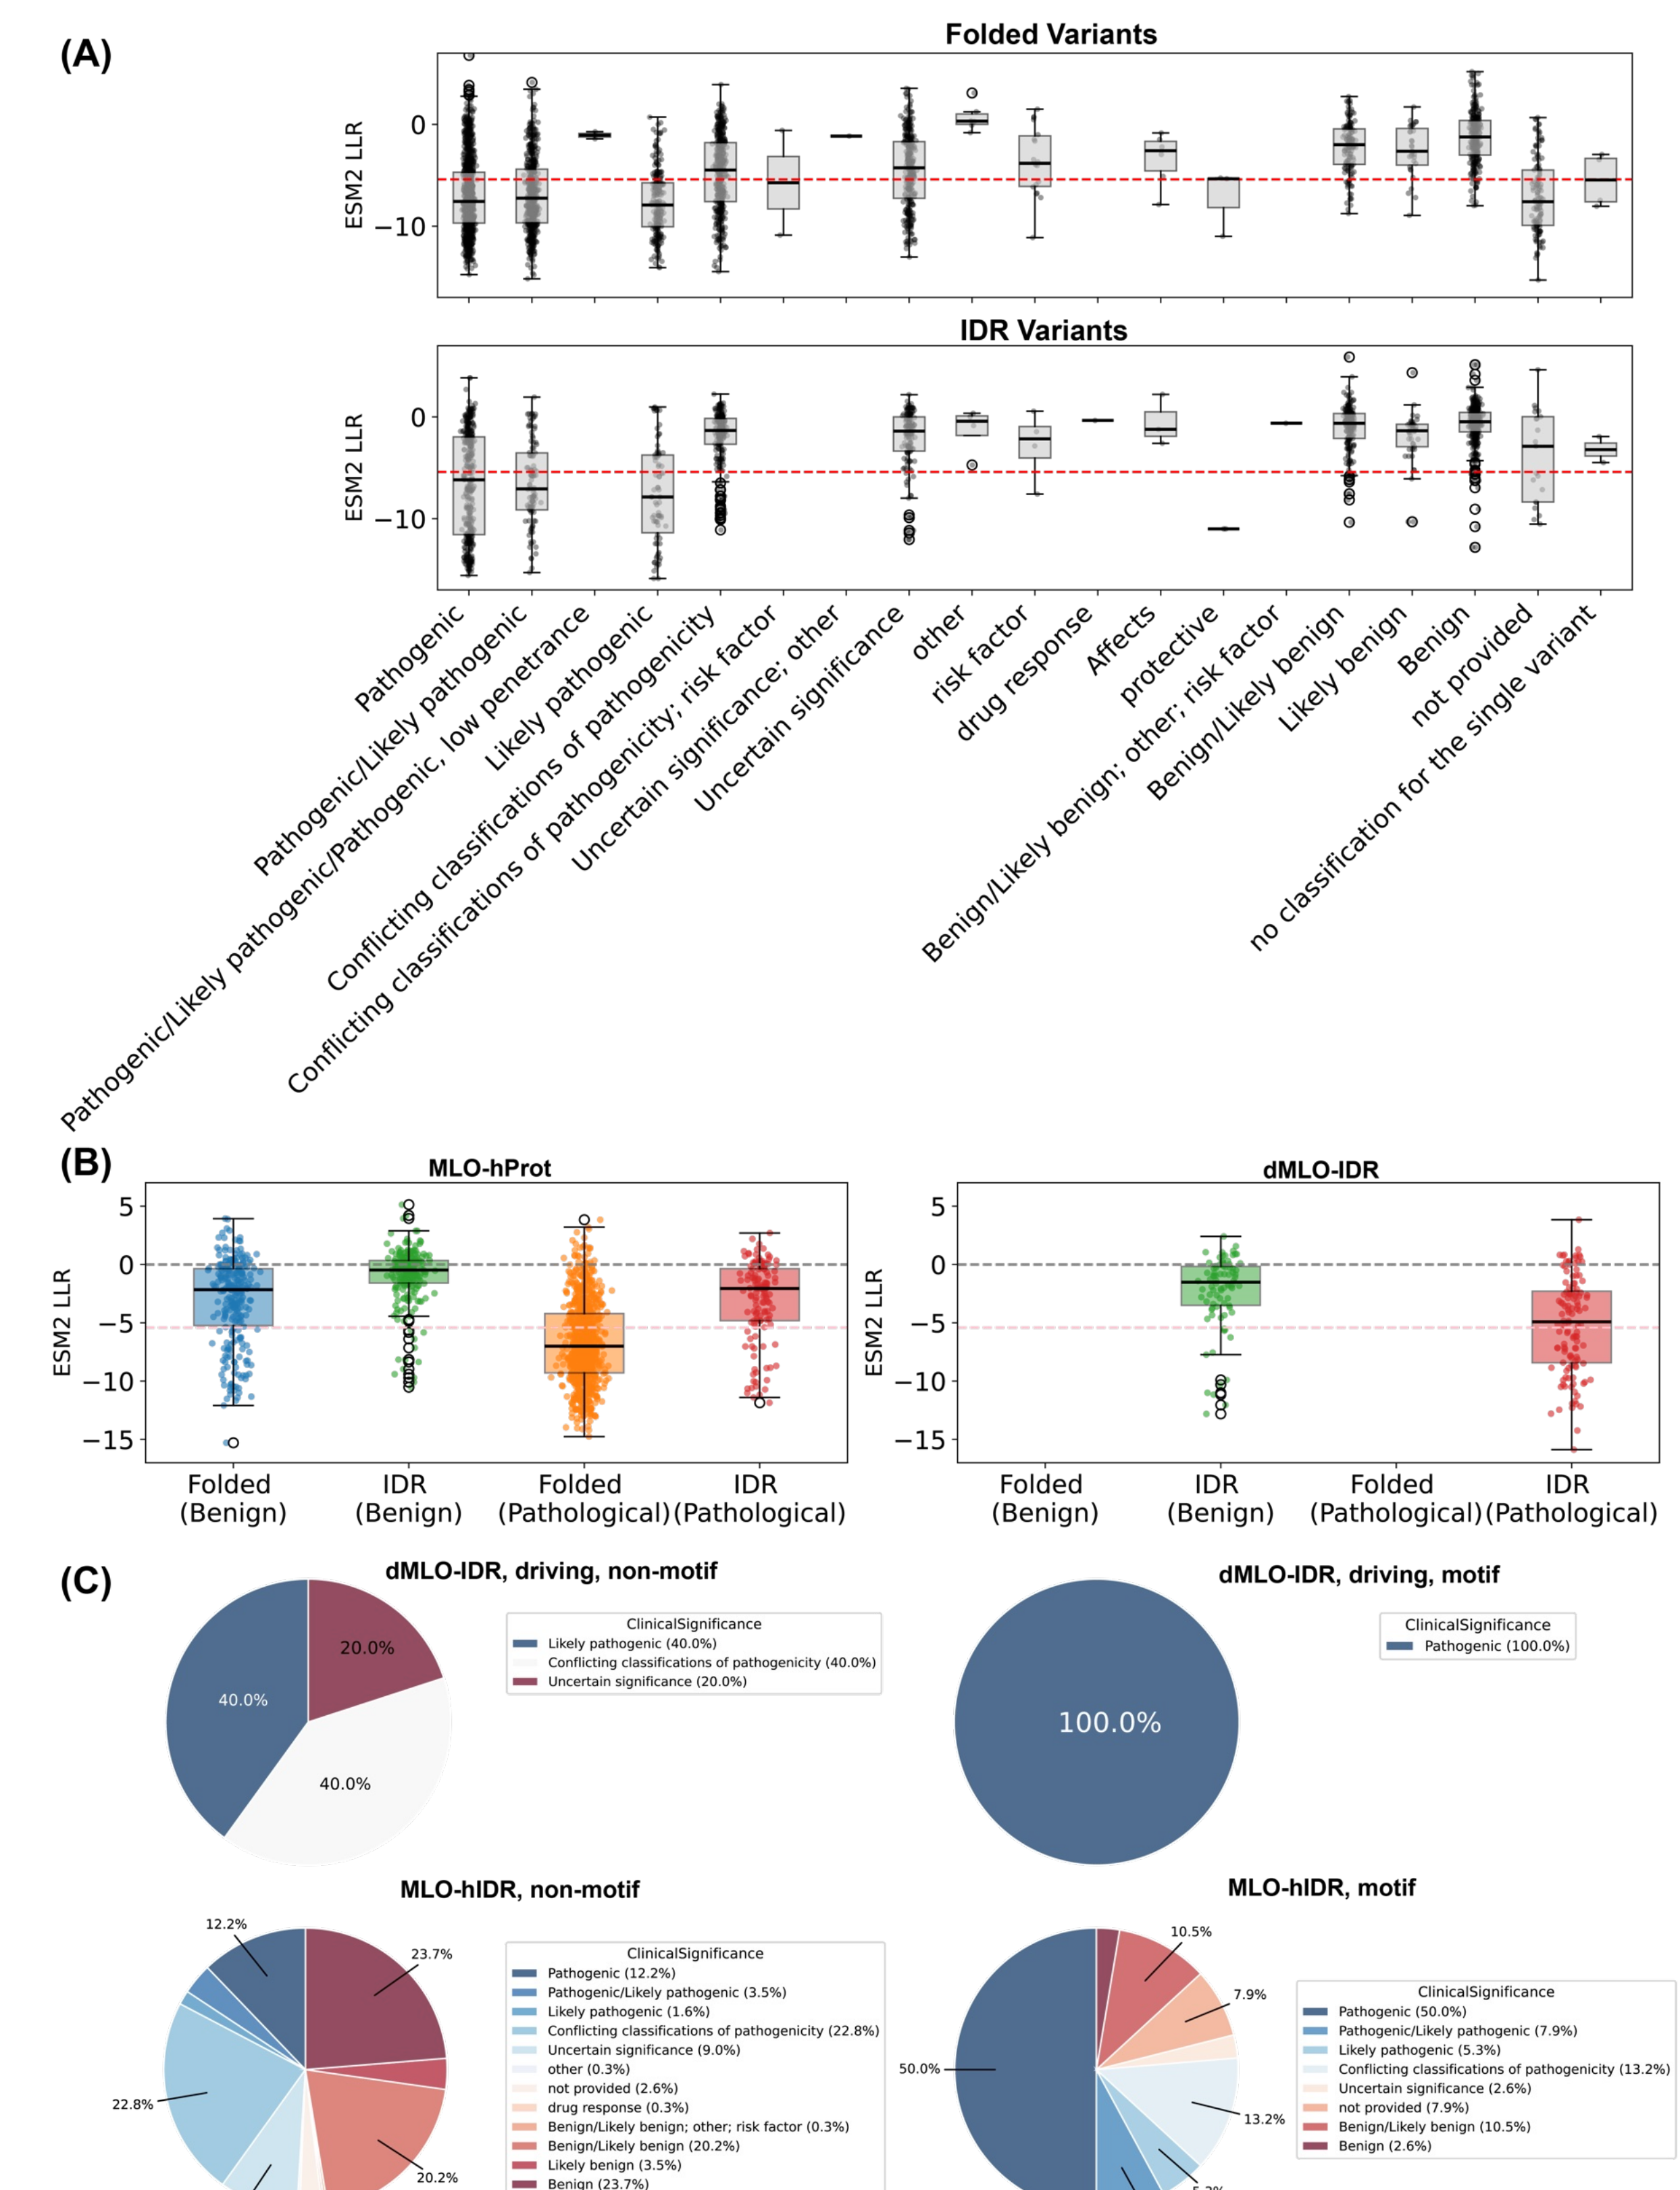 (A)
Folded Variants
ESM2 LLR
0
−10
IDR Variants
ESM2 LLR
0
−10
Pathogenic
Pathogenic/Likely pathogenic
Pathogenic/Likely pathogenic/Pathogenic, low penetrance
Likely pathogenic
Conflicting classifications of pathogenicity
Conflicting classifications of pathogenicity; risk factor
Uncertain significance; other
Uncertain significance
other
risk factor
drug response
Affects
protective
Benign/Likely benign; other; risk factor
Benign/Likely benign
Likely benign
Benign
not provided
no classification for the single variant
(B)
MLO-hProt
ESM2 LLR
5
0
−5
−10
−15
Folded
(Benign)
IDR
(Benign)
Folded
(Pathological)
IDR
(Pathological)
dMLO-IDR
ESM2 LLR
5
0
−5
−10
−15
Folded
(Benign)
IDR
(Benign)
Folded
(Pathological)
IDR
(Pathological)
(C)
dMLO-IDR, driving, non-motif
20.0%
40.0%
40.0%
ClinicalSignificance
Likely pathogenic (40.0%)
Conflicting classifications of pathogenicity (40.0%)
Uncertain significance (20.0%)
dMLO-IDR, driving, motif
100.0%
ClinicalSignificance
Pathogenic (100.0%)
MLO-hIDR, non-motif
12.2%
23.7%
22.8%
20.2%
ClinicalSignificance
Pathogenic (12.2%)
Pathogenic/Likely pathogenic (3.5%)
Likely pathogenic (1.6%)
Conflicting classifications of pathogenicity (22.8%)
Uncertain significance (9.0%)
other (0.3%)
not provided (2.6%)
drug response (0.3%)
Benign/Likely benign; other; risk factor (0.3%)
Benign/Likely benign (20.2%)
Likely benign (3.5%)
Benign (23.7%)
MLO-hIDR, motif
10.5%
7.9%
50.0%
13.2%
ClinicalSignificance
Pathogenic (50.0%)
Pathogenic/Likely pathogenic (7.9%)
Likely pathogenic (5.3%)
Conflicting classifications of pathogenicity (13.2%)
Uncertain significance (2.6%)
not provided (7.9%)
Benign/Likely benign (10.5%)
Benign (2.6%)